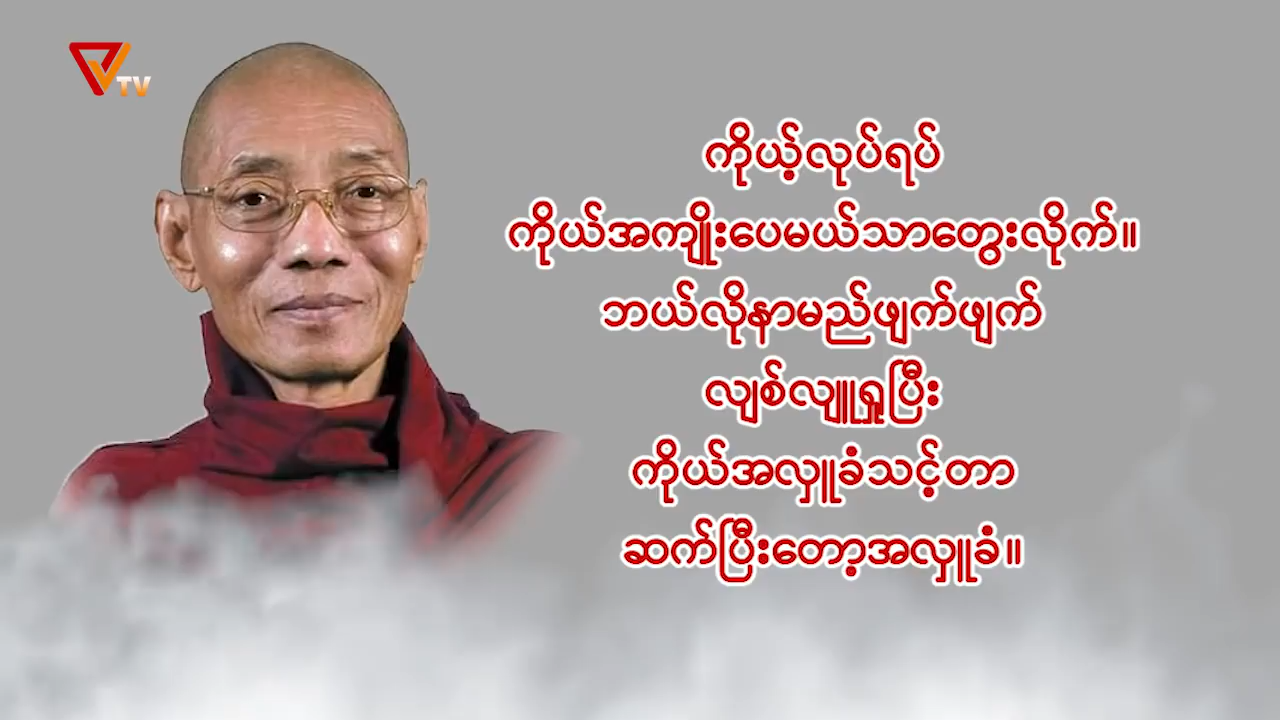 TV
ကိုယ့်လုပ်ရပ်
ကိုယ်အကျိုးပေမယ်သာတွေးလိုက်။
ဘယ်လိုနာမည်ဖျက်ဖျက်
လျစ်လျူရှုပြီး
ကိုယ်အလှူခံသင့်တာ
ဆက်ပြီးတော့အလှူခံ။